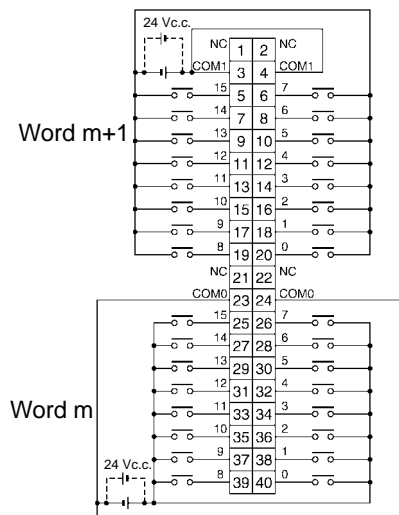 24 Vc.c.
NC 1 2 NC
COM1 3 4 COM1
15 5 6 7
14 7 8 6
13 9 10 5
Word m+1
12 11 12 4
11 13 14 3
10 15 16 2
9 17 18 1
8 19 20 0
NC 21 22 NC
COM0 23 24 COM0
15 25 26 7
14 27 28 6
13 29 30 5
12 31 32 4
Word m
11 33 34 3
10 35 36 2
24 Vc.c.
9 37 38 1
8 39 40 0